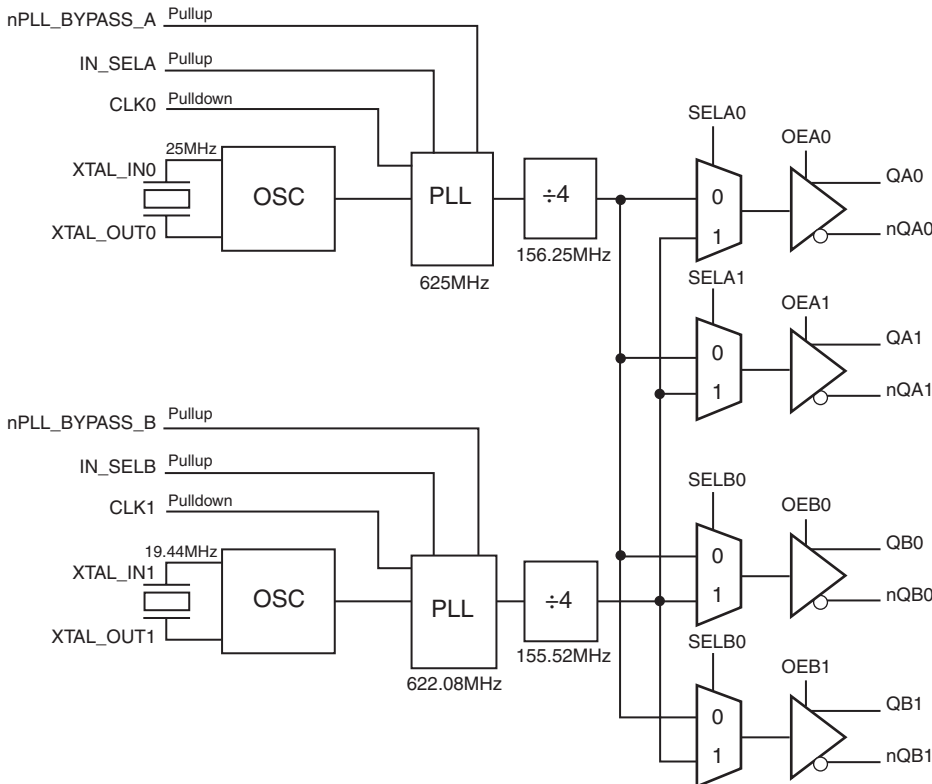 nPLL_BYPASS_A Pullup
IN_SELA Pullup
CLK0 Pulldown
XTAL_IN0
25MHz
XTAL_OUT0
OSC
PLL
625MHz
÷4
156.25MHz
SELA0
0
1
OEA0
QA0
nQA0
SELA1
0
1
OEA1
QA1
nQA1
nPLL_BYPASS_B Pullup
IN_SELB Pullup
CLK1 Pulldown
XTAL_IN1
19.44MHz
XTAL_OUT1
OSC
PLL
622.08MHz
÷4
155.52MHz
SELB0
0
1
OEB0
QB0
nQB0
SELB0
0
1
OEB1
QB1
nQB1